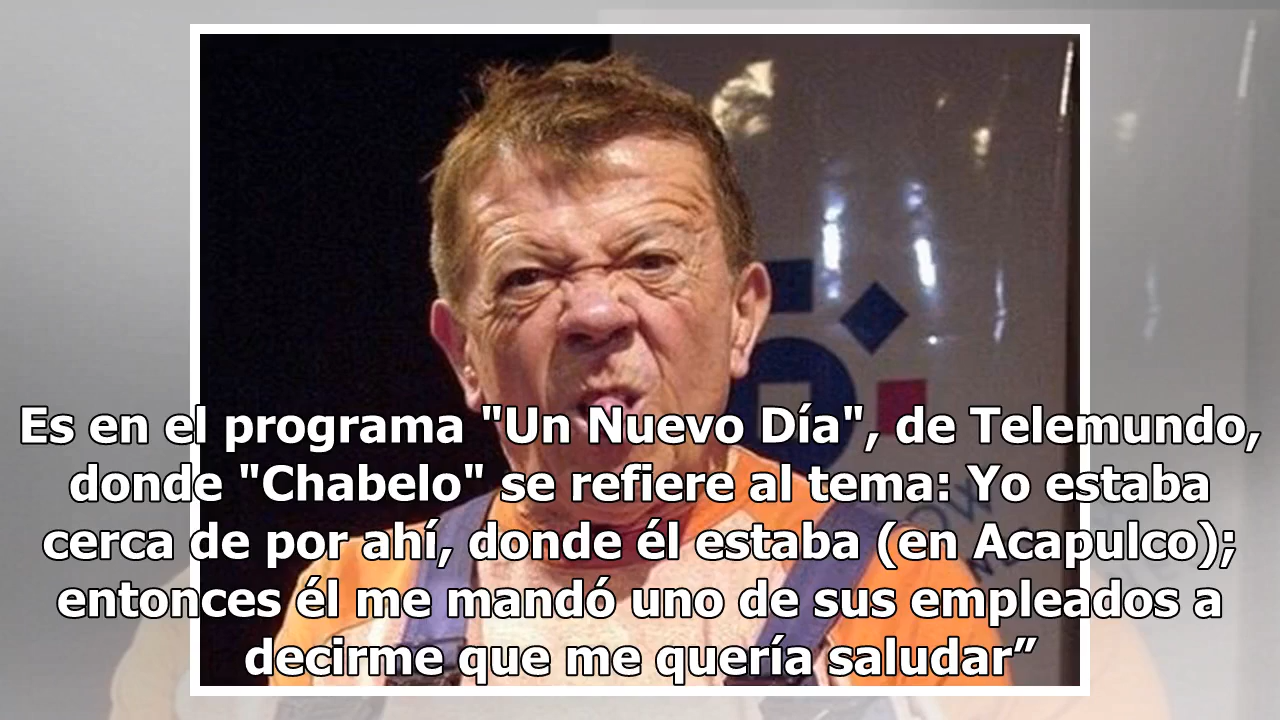 Es en el programa "Un Nuevo Día", de Telemundo,
donde "Chabelo" se refiere al tema: Yo estaba
cerca de por ahí, donde él estaba (en Acapulco);
entonces él me mandó uno de sus empleados a
decirme que me quería saludar”